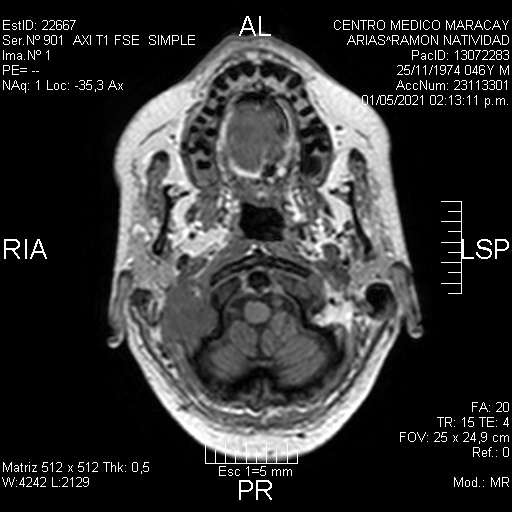 EstID: 22667
Ser.Nº 901 AXI T1 FSE SIMPLE
Ima.Nº 1
PE= --
NAq: 1 Loc: -35,3 Ax
AL
CENTRO MEDICO MARACAY
ARIAS^RAMON NATIVIDAD
PacID: 13072283
25/11/1974 046Y M
AccNum: 23113301
01/05/2021 02:13:11 p.m.
RIA
LSP
Matriz 512 x 512 Thk: 0,5
W:4242 L:2129
Esc 1=5 mm
PR
FA: 20
TR: 15 TE: 4
FOV: 25 x 24,9 cm
Ref.: 0
Mod.: MR